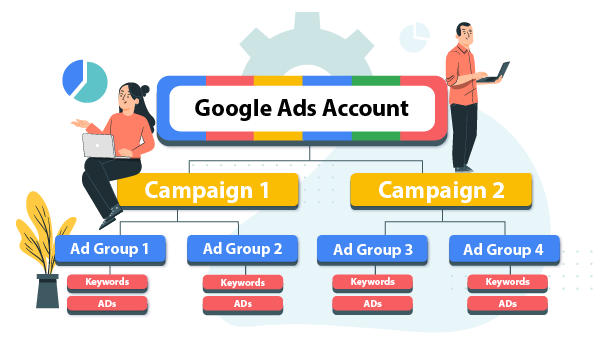 Google Ads Account
Campaign 1
Campaign 2
Ad Group 1
Ad Group 2
Ad Group 3
Ad Group 4
Keywords
Keywords
Keywords
Keywords
ADs
ADs
ADs
ADs